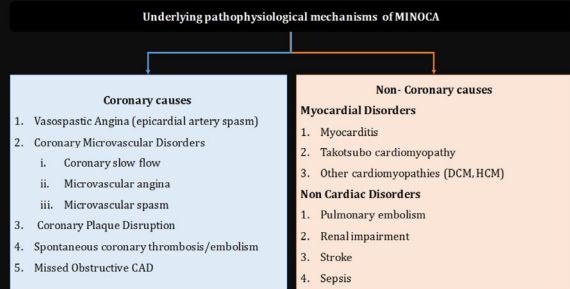 Underlying pathophysiological mechanisms of MINOCA
Coronary causes
1. Vasospastic Angina (epicardial artery spasm)
2. Coronary Microvascular Disorders
i. Coronary slow flow
ii. Microvascular angina
iii. Microvascular spasm
3. Coronary Plaque Disruption
4. Spontaneous coronary thrombosis/embolism
5. Missed Obstructive CAD
Non- Coronary causes
Myocardial Disorders
1. Myocarditis
2. Takotsubo cardiomyopathy
3. Other cardiomyopathies (DCM, HCM)
Non Cardiac Disorders
1. Pulmonary embolism
2. Renal impairment
3. Stroke
4. Sepsis